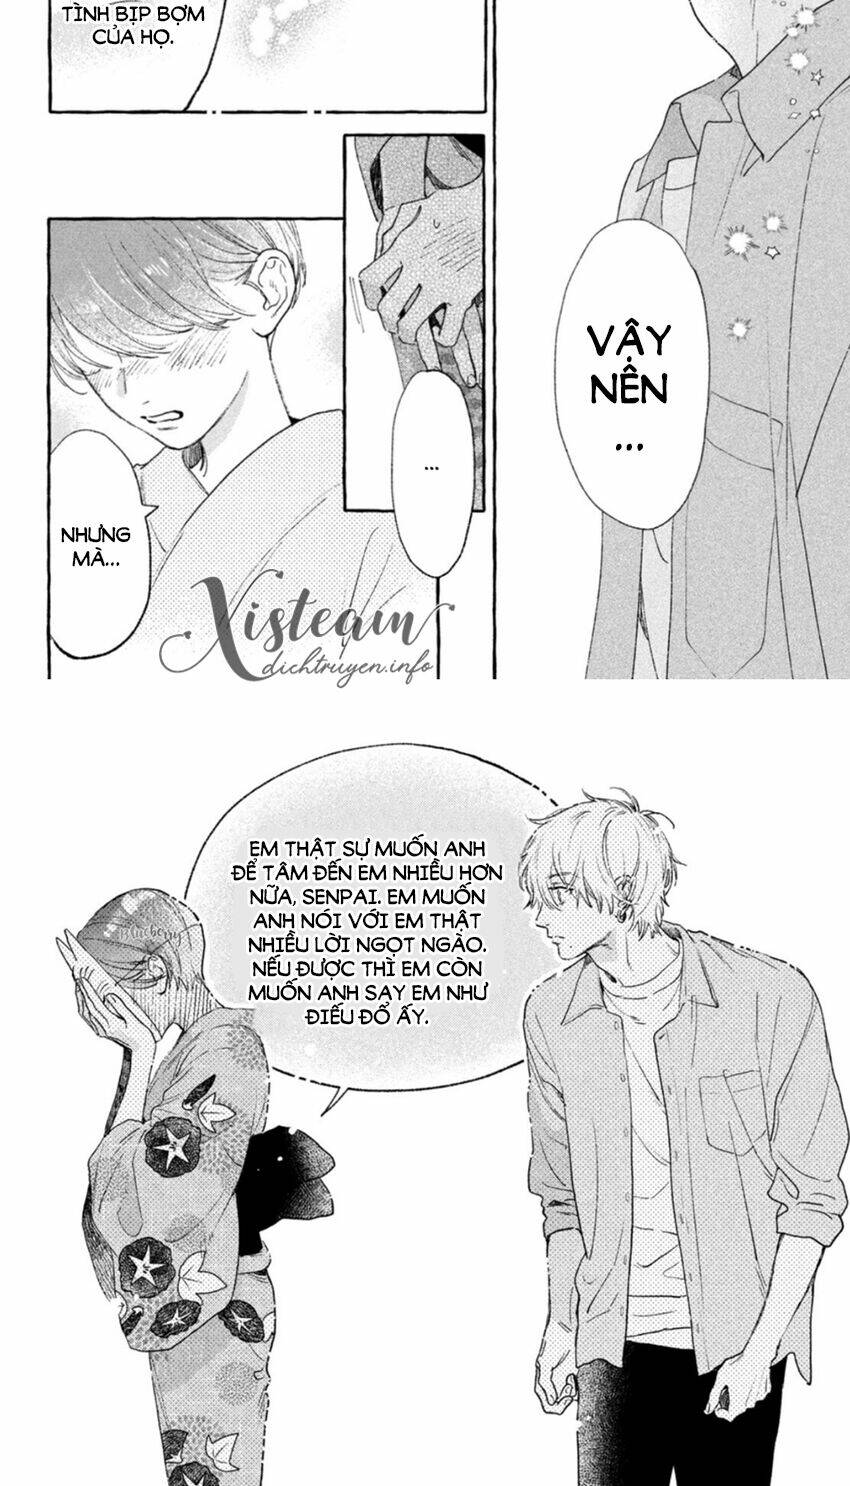 TÌNH BỊP BỢM
CỦA HỌ.
VẬY
NÊN
...
...
NHƯNG
MÀ...
Xisteam
dichtruyen.info
EM THẬT SỰ MUỐN ANH
ĐỂ TÂM ĐẾN EM NHIỀU HƠN
NỮA, SENPAI. EM MUỐN
ANH NÓI VỚI EM THẬT
NHIỀU LỜI NGỌT NGÀO.
NẾU ĐƯỢC THÌ EM CÒN
MUỐN ANH SAY EM NHƯ
ĐIẾU ĐỔ ẤY.